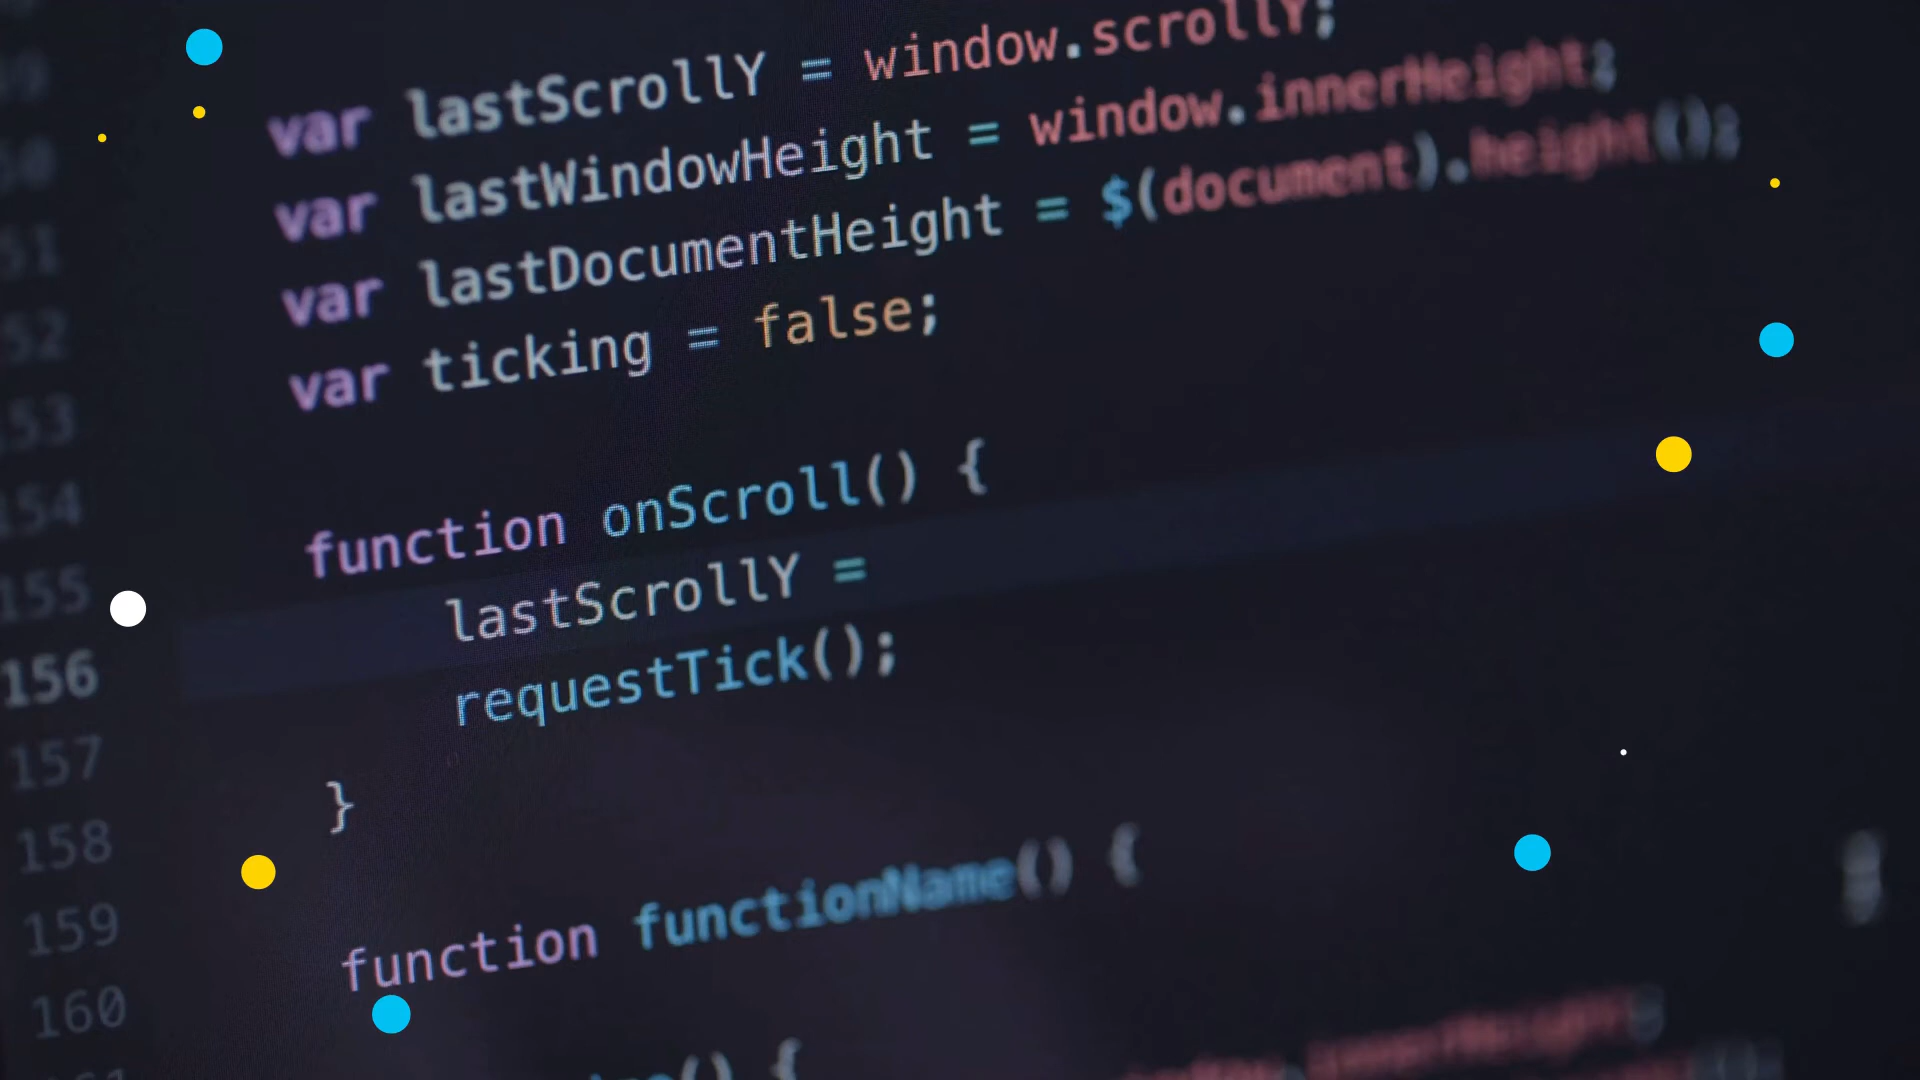 var lastScrollY = window.scrollY;
var lastWindowHeight = window.innerHeight;
var lastDocumentHeight = $(document).height();
var ticking = false;
function onScroll() {
154
lastScrollY =
155
requestTick();
156
157
}
158
function functionName() {
159
160
() {